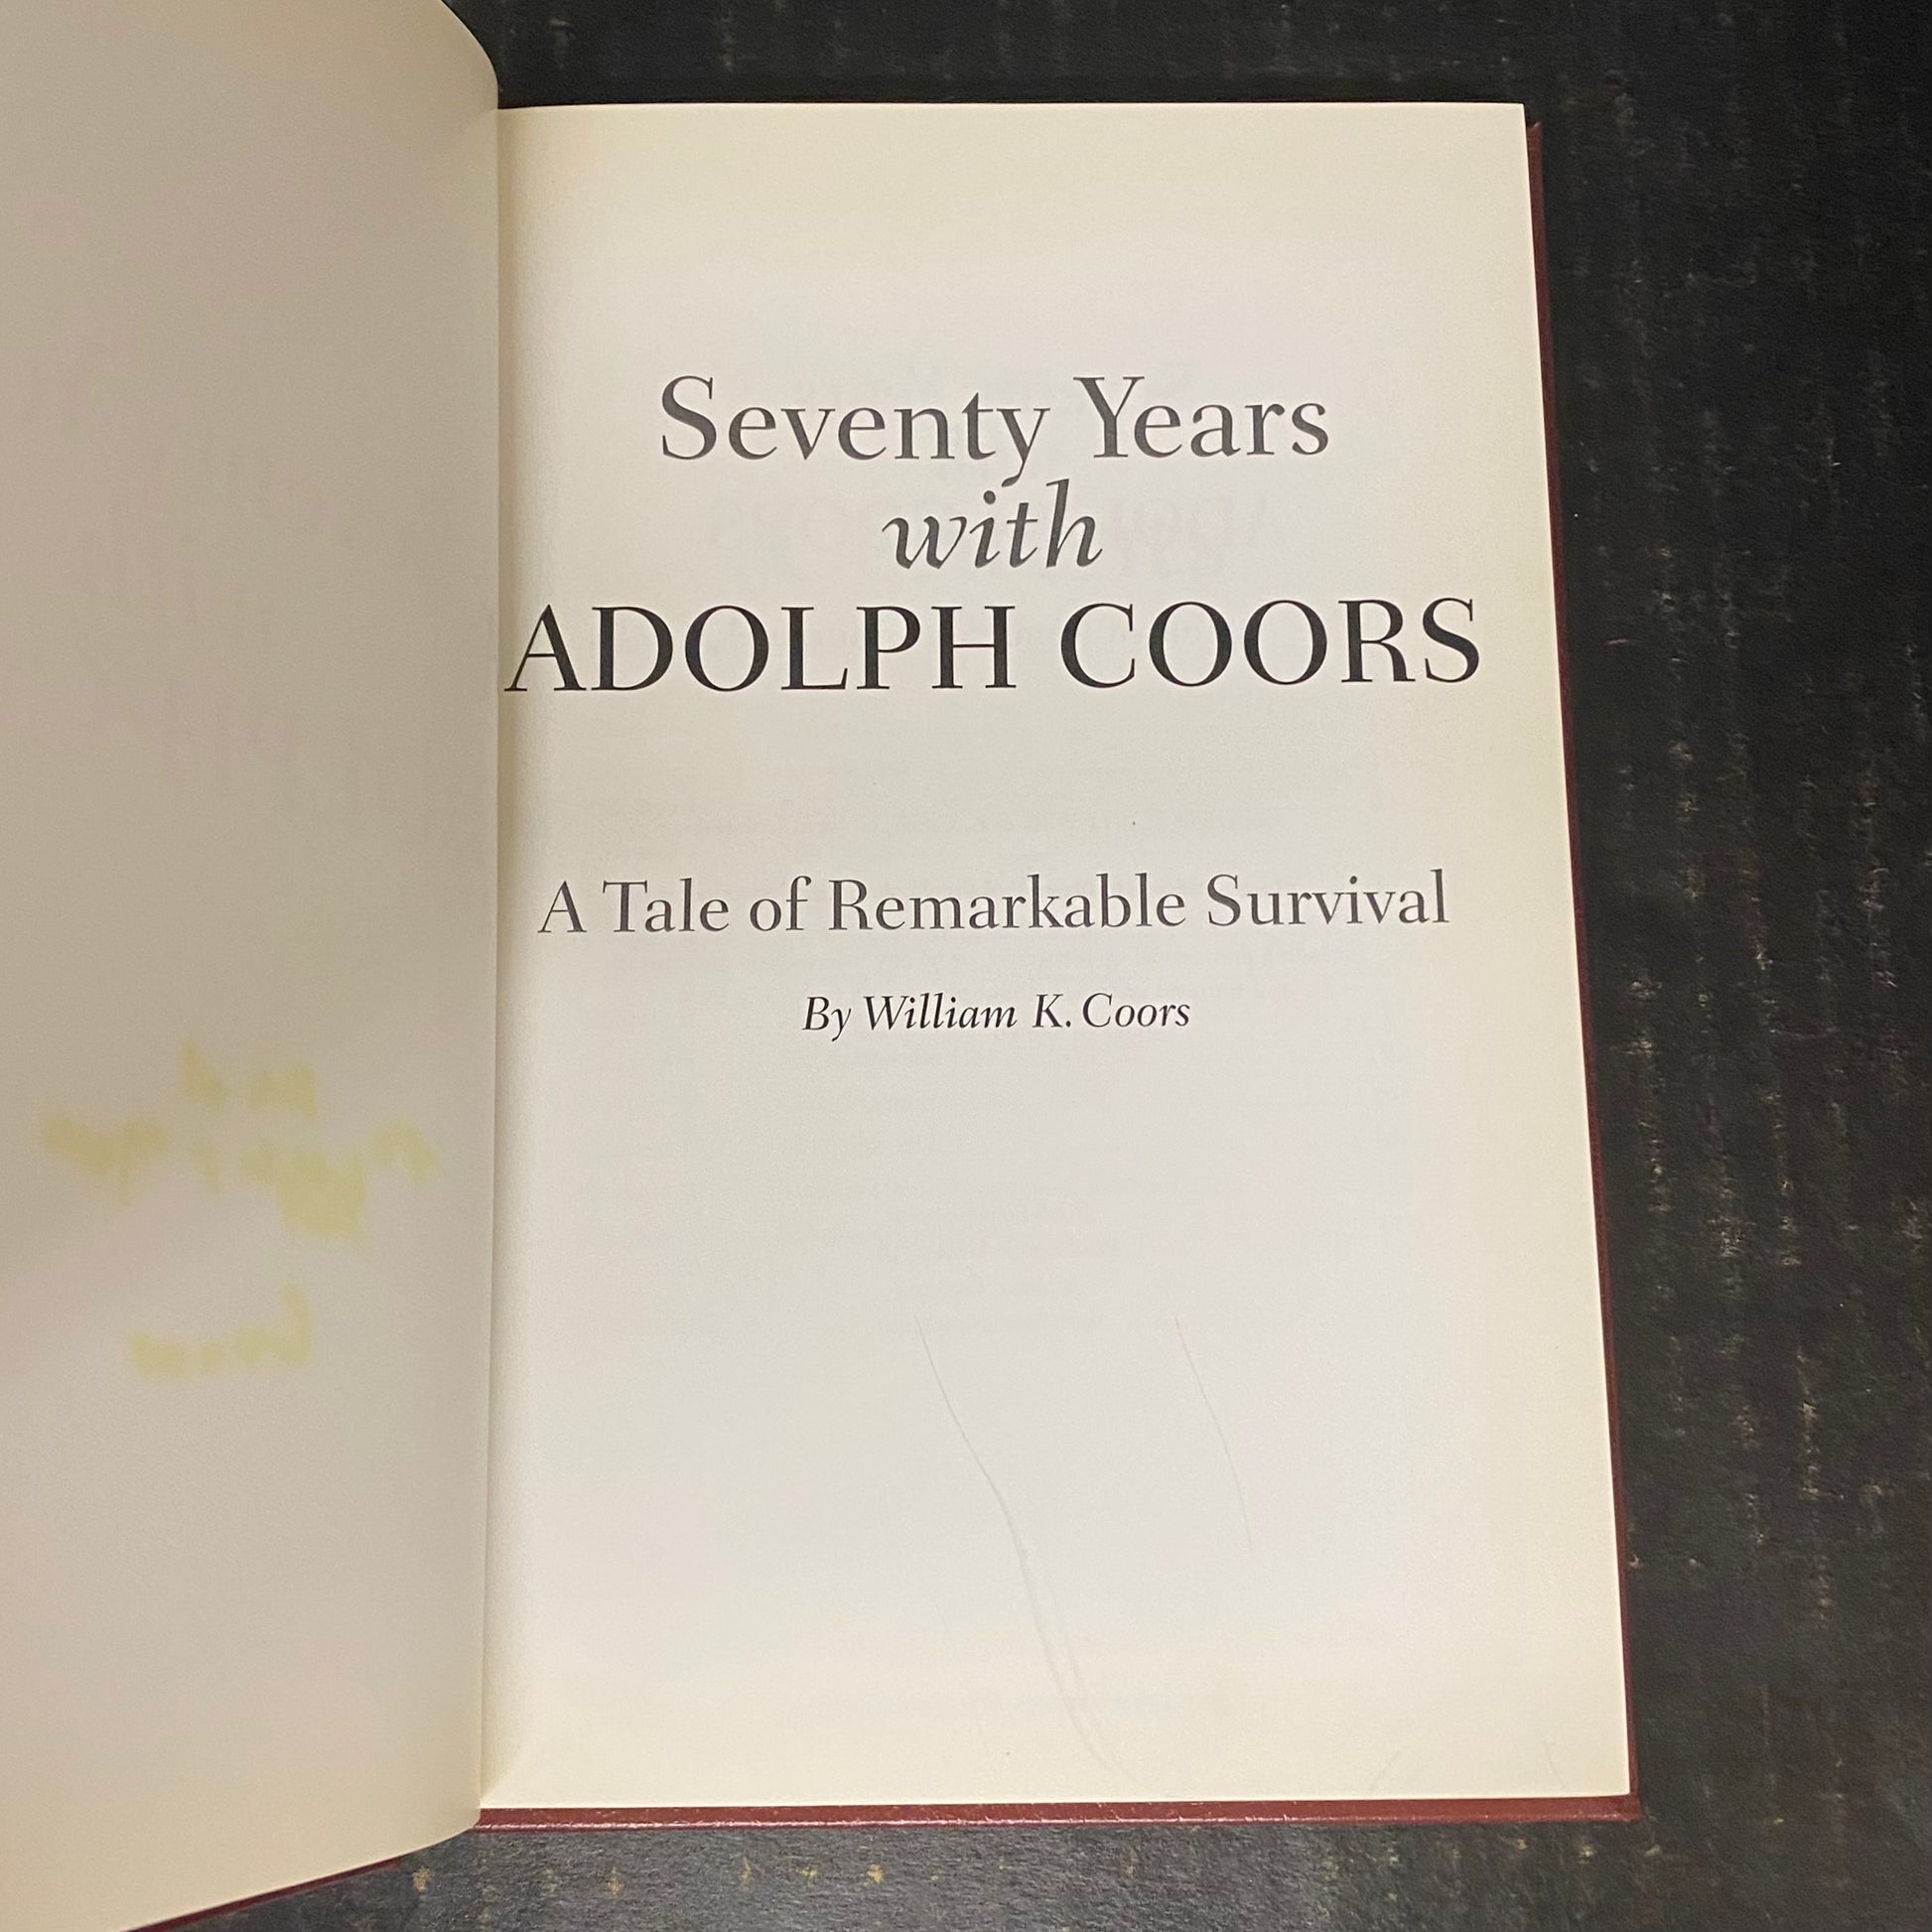 Seventy Years
with
ADOLPH COORS
A Tale of Remarkable Survival
By William K. Coors